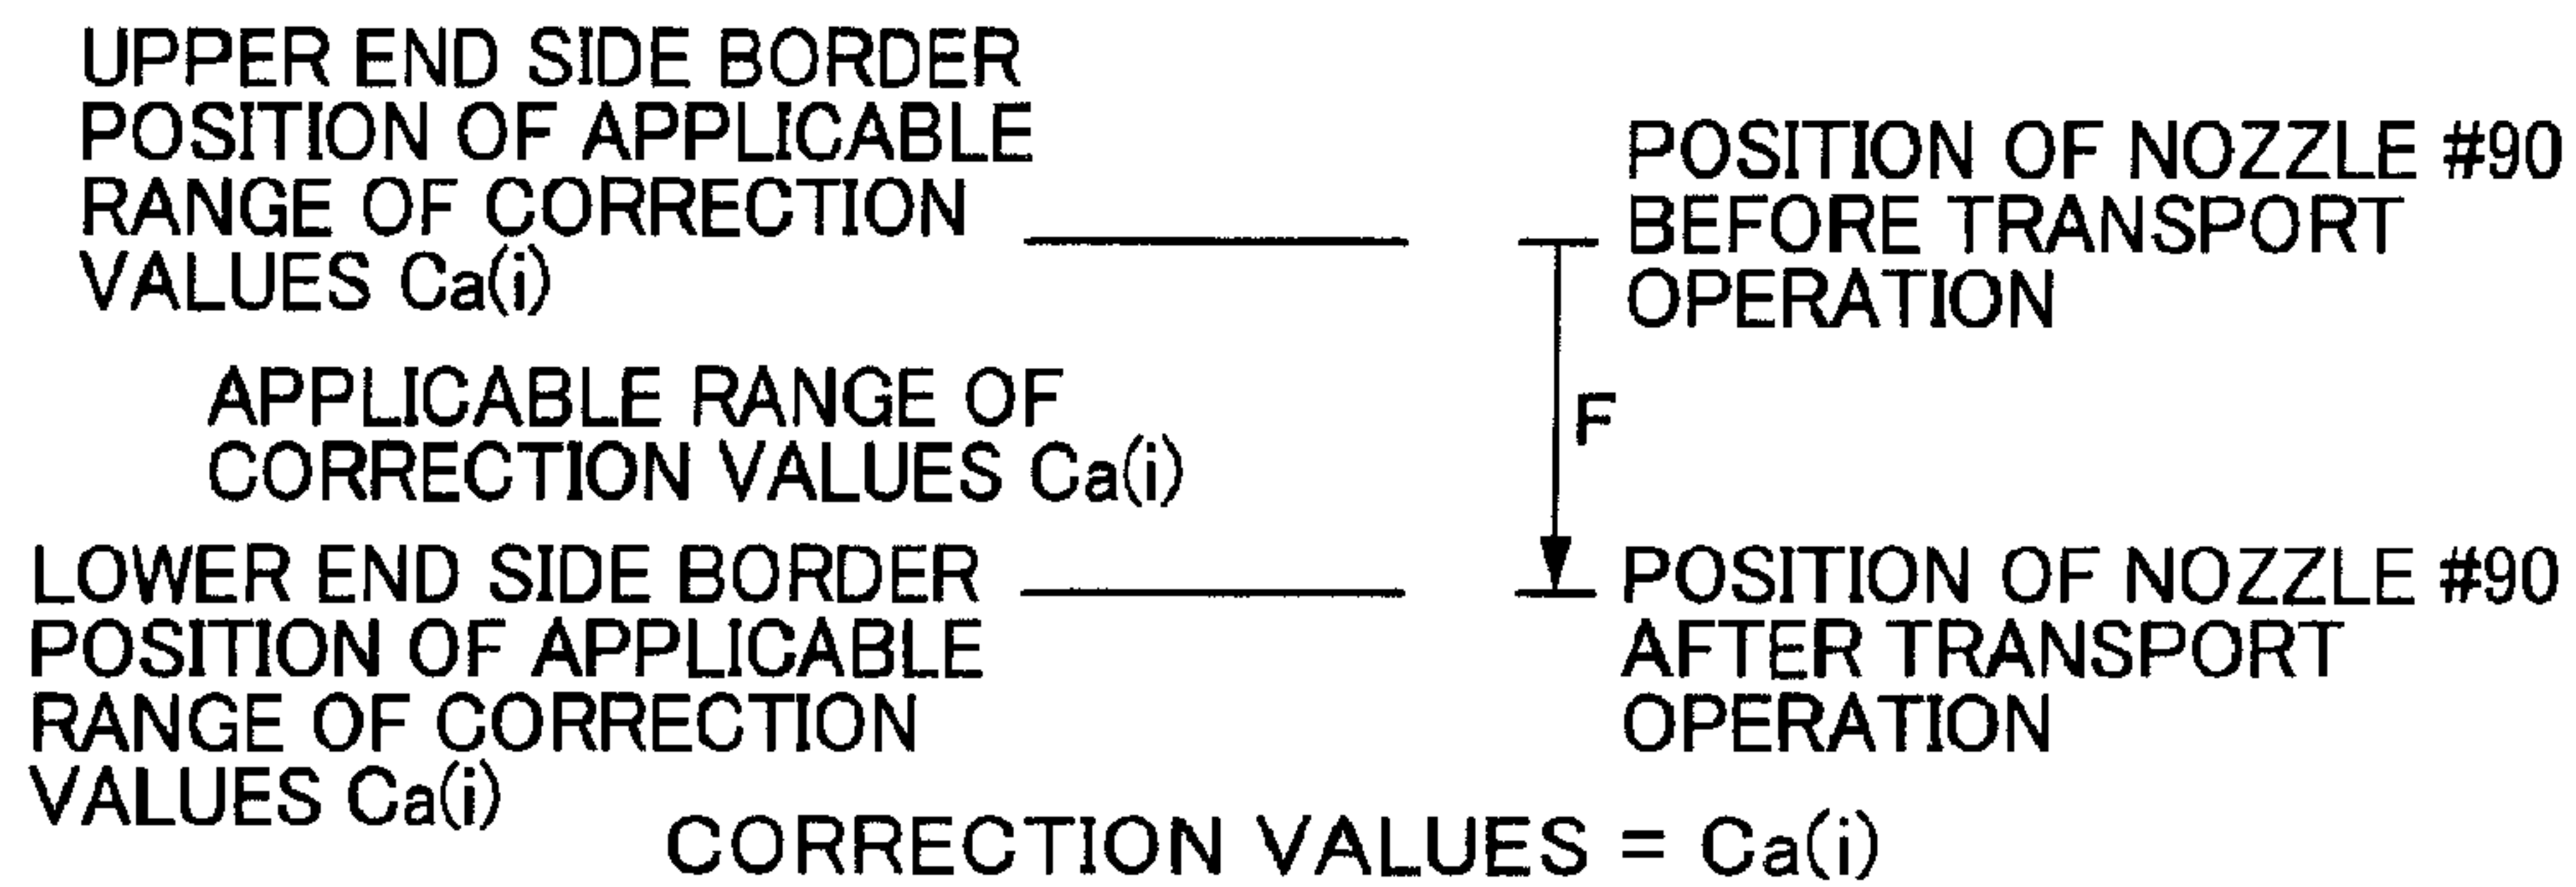 UPPER END SIDE BORDER
POSITION OF APPLICABLE
RANGE OF CORRECTION
VALUES Ca(i)
POSITION OF NOZZLE #90
BEFORE TRANSPORT
OPERATION
APPLICABLE RANGE OF
CORRECTION VALUES Ca(i)
F
LOWER END SIDE BORDER
POSITION OF APPLICABLE
RANGE OF CORRECTION
VALUES Ca(i)
POSITION OF NOZZLE #90
AFTER TRANSPORT
OPERATION
CORRECTION VALUES = Ca(i)